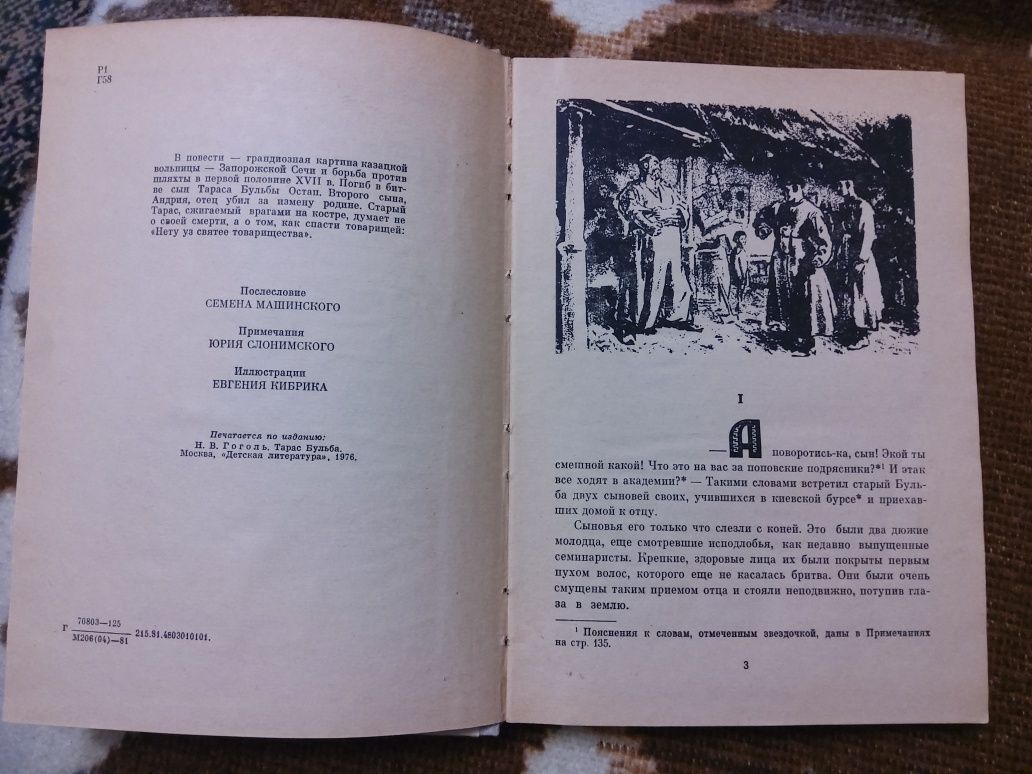 Р1
Г58
В повести — грандиозная картина казацкой
вольницы — Запорожской Сечи и борьба против
шляхты в первой половине XVII в. Погиб в бит-
ве сын Тараса Бульбы Остап. Второго сына,
Андрия, отец убил за измену родине. Старый
Тарас, сжигаемый врагами на костре, думает не
о своей смерти, а о том, как спасти товарищей:
«Нету уз святее товарищества».
Послесловие
СЕМЕНА МАШИНСКОГО
Примечания
ЮРИЯ СЛОНИМСКОГО
Иллюстрации
ЕВГЕНИЯ КИБРИКА
Печатается по изданию:
Н. В. Гоголь. Тарас Бульба.
Москва, «Детская литература», 1976.
Г 70803—125
М206(04)—81 215.81.4803010101.
I
— А поворотись-ка, сын! Экой ты
смешной какой! Что это на вас за поповские подрясники?*¹ И этак
все ходят в академии?* — Такими словами встретил старый Буль-
ба двух сыновей своих, учившихся в киевской бурсе* и приехав-
ших домой к отцу.
Сыновья его только что слезли с коней. Это были два дюжие
молодца, еще смотревшие исподлобья, как недавно выпущенные
семинаристы. Крепкие, здоровые лица их были покрыты первым
пухом волос, которого еще не касалась бритва. Они были очень
смущены таким приемом отца и стояли неподвижно, потупив гла-
за в землю.
¹ Пояснения к словам, отмеченным звездочкой, даны в Примечаниях
на стр. 135.
3